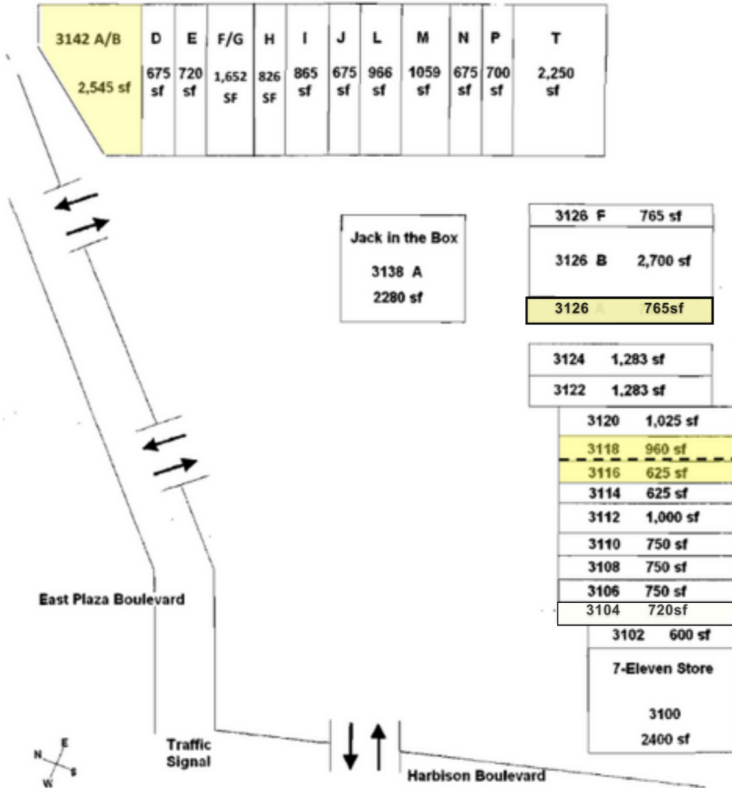 3142 A/B
2,545 sf
D
675
sf
E
720
sf
F/G
1,652
SF
H
826
SF
I
865
sf
J
675
sf
L
966
sf
M
1059
sf
N
675
sf
P
700
sf
T
2,250
sf
Jack in the Box
3138 A
2280 sf
3126 F 765 sf
3126 B 2,700 sf
3126 A 765sf
3124 1,283 sf
3122 1,283 sf
3120 1,025 sf
3118 960 sf
3116 625 sf
3114 625 sf
3112 1,000 sf
3110 750 sf
3108 750 sf
3106 750 sf
3104 720sf
3102 600 sf
7-Eleven Store
3100
2400 sf
East Plaza Boulevard
Traffic
Signal
Harbison Boulevard
N E
W S